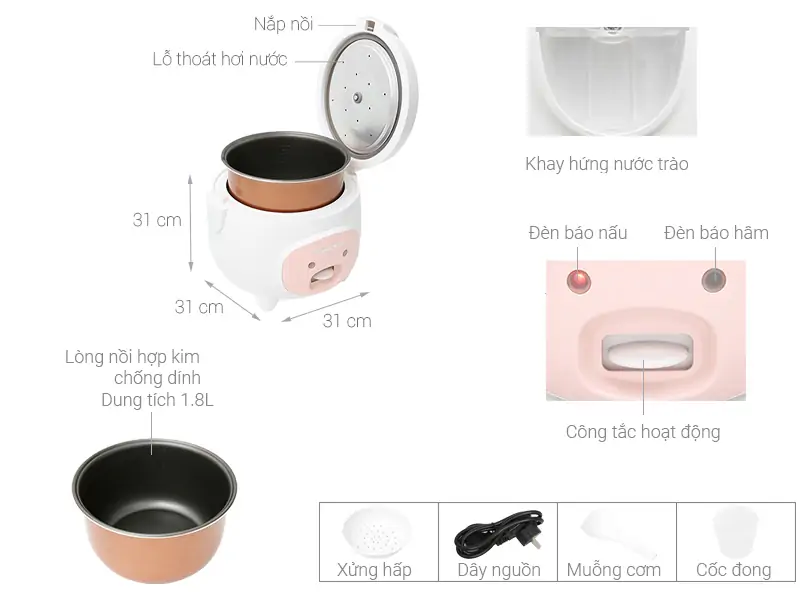 Nắp nồi
Lỗ thoát hơi nước
31 cm
31 cm
31 cm
Khay hứng nước trào
Đèn báo nấu
Đèn báo hâm
Công tắc hoạt động
Lòng nồi hợp kim
chống dính
Dung tích 1.8L
Xửng hấp
Dây nguồn
Muỗng cơm
Cốc đong